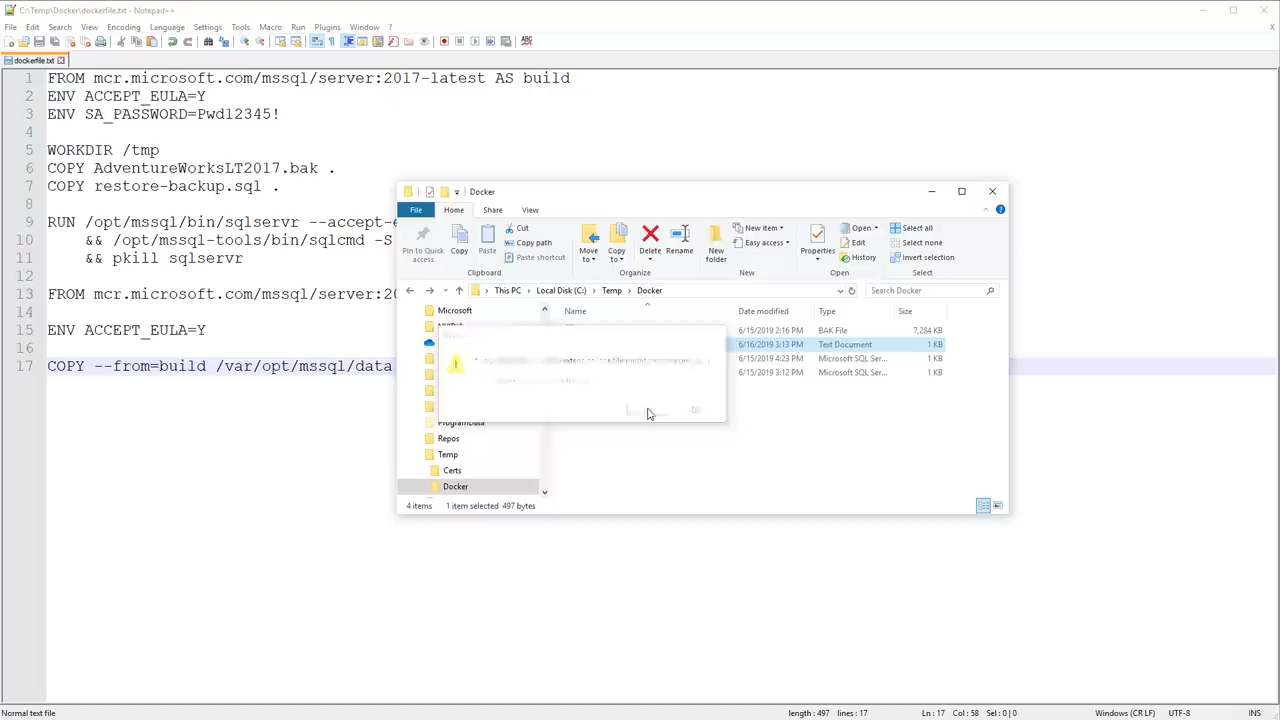 C:\Temp\Docker\dockerfile.txt - Notepad++
File Edit Search View Encoding Language Settings Tools Macro Run Plugins Window ?
dockerfile.txt
1 FROM mcr.microsoft.com/mssql/server:2017-latest AS build
2 ENV ACCEPT_EULA=Y
3 ENV SA_PASSWORD=Pwd12345!
4
5 WORKDIR /tmp
6 COPY AdventureWorksLT2017.bak .
7 COPY restore-backup.sql .
8
9 RUN /opt/mssql/bin/sqlservr --accept-e
10 && /opt/mssql-tools/bin/sqlcmd -S
11 && pkill sqlservr
12
13 FROM mcr.microsoft.com/mssql/server:20
14
15 ENV ACCEPT_EULA=Y
16
17 COPY --from=build /var/opt/mssql/data
Docker
File Home Share View
Pin to Quick access
Copy
Paste
Cut
Copy path
Paste shortcut
Clipboard
Move to
Copy to
Delete
Rename
Organize
New folder
New item
Easy access
New
Properties
Open
Edit
History
Open
Select all
Select none
Invert selection
Select
This PC Local Disk (C:) Temp Docker
Search Docker
Microsoft
ProgramData
Repos
Temp
Certs
Docker
Name Date modified Type Size
6/15/2019 2:16 PM BAK File 7,284 KB
6/16/2019 3:13 PM Text Document 1 KB
6/15/2019 4:23 PM Microsoft SQL Ser... 1 KB
6/15/2019 3:12 PM Microsoft SQL Ser... 1 KB
4 items 1 item selected 497 bytes
Normal text file length : 497 lines : 17 Ln : 17 Col : 58 Sel : 0 | 0 Windows (CR LF) UTF-8 INS